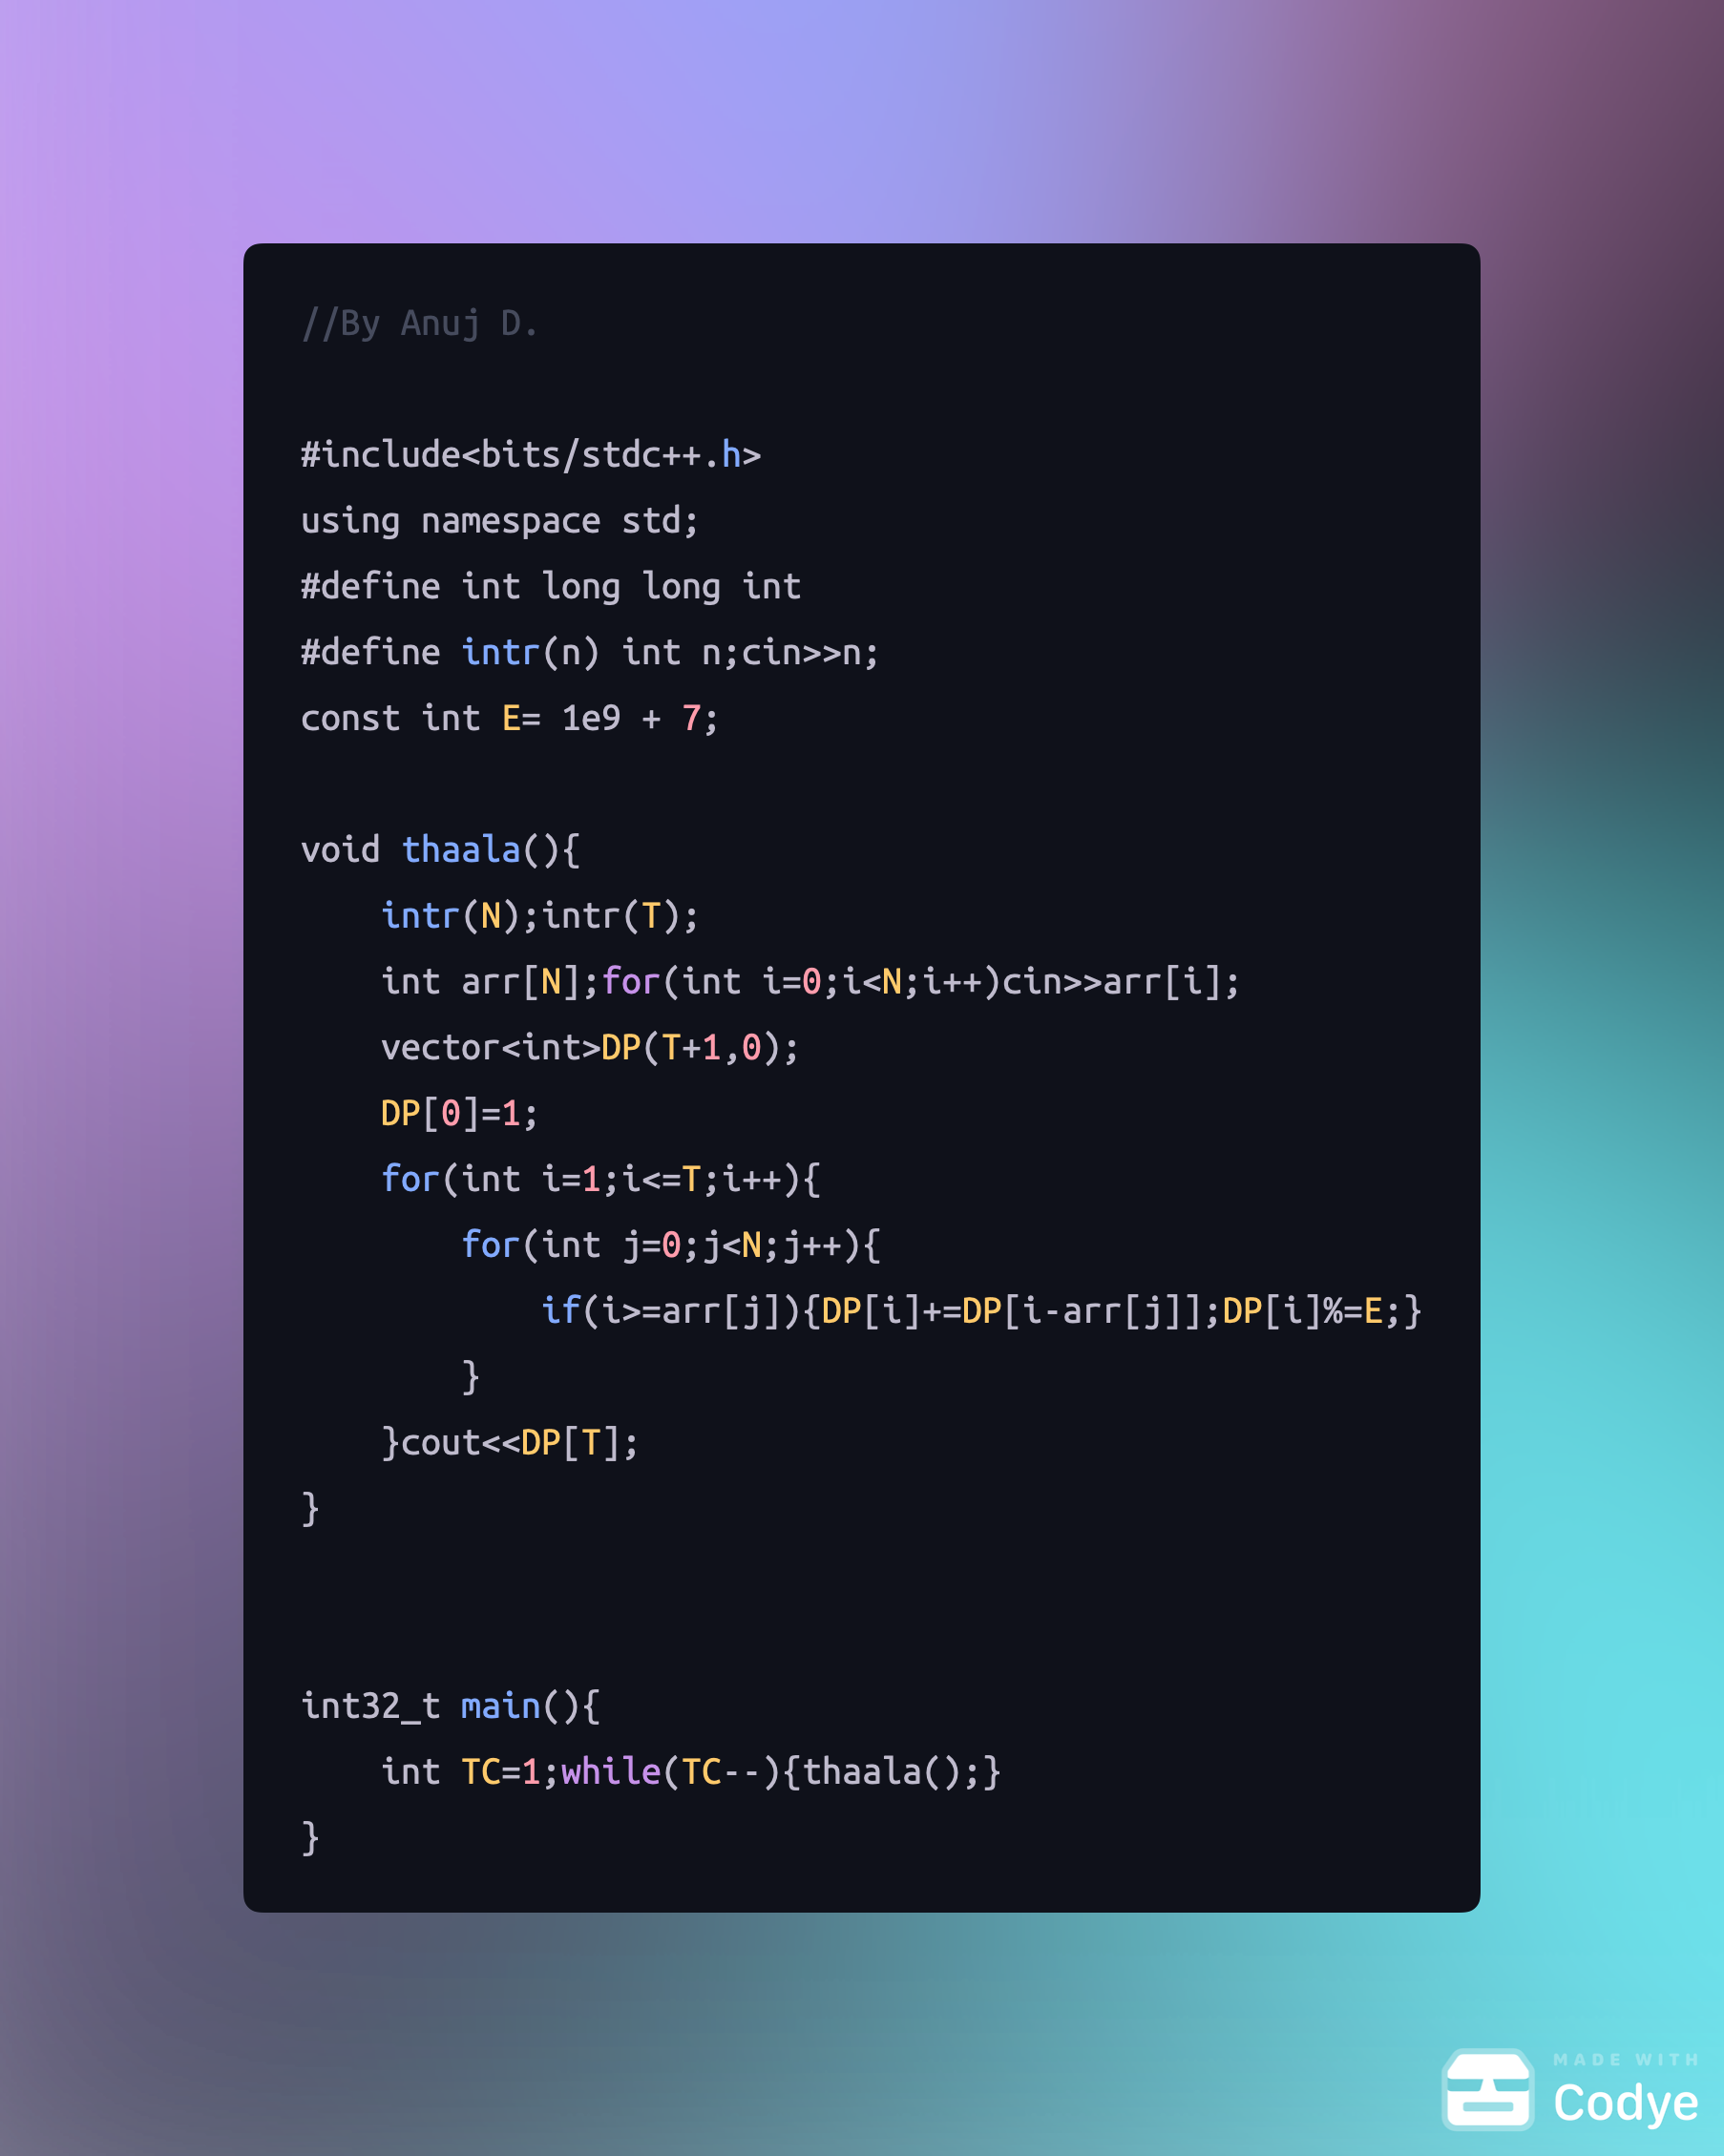 //By Anuj D.
#include<bits/stdc++.h>
using namespace std;
#define int long long int
#define intr(n) int n;cin>>n;
const int E= 1e9 + 7;
void thaala(){
    intr(N);intr(T);
    int arr[N];for(int i=0;i<N;i++)cin>>arr[i];
    vector<int>DP(T+1,0);
    DP[0]=1;
    for(int i=1;i<=T;i++){
        for(int j=0;j<N;j++){
            if(i>=arr[j]){DP[i]+=DP[i-arr[j]];DP[i]%=E;}
        }
    }cout<<DP[T];
}
int32_t main(){
    int TC=1;while(TC--){thaala();}
}
MADE WITH
Codye